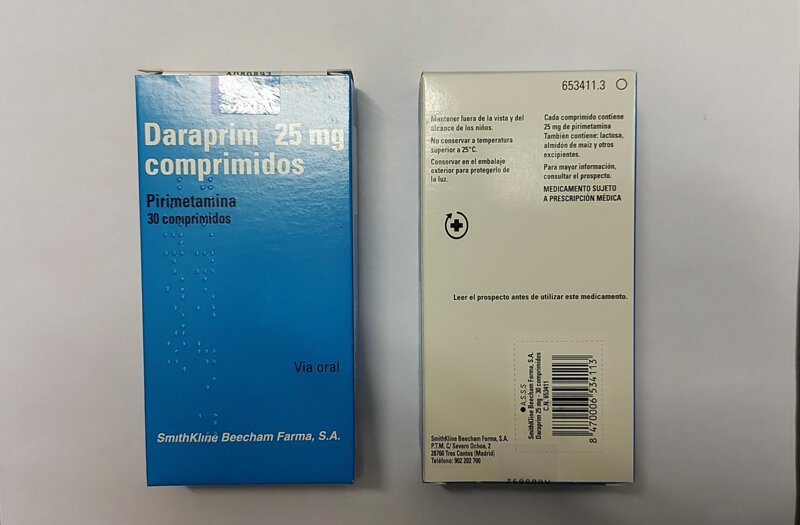 Daraprim 25 mg
comprimidos
Pirimetamina
30 comprimidos
Via oral
SmithKline Beecham Farma, S.A.
653411.3
Mantener fuera de la vista y del
alcance de los niños.
No conservar a temperatura
superior a 25°C.
Conservar en el embalaje
exterior para protegerlo de
la luz.
Cada comprimido contiene
25 mg de pirimetamina
También contiene: lactosa,
almidón de maíz y otros
excipientes.
Para mayor información,
consultar el prospecto.
MEDICAMENTO SUJETO
A PRESCRIPCIÓN MÉDICA
Leer el prospecto antes de utilizar este medicamento.
A.S.S.S
SmithKline Beecham Farma, S.A.
Daraprim 25 mg - 30 comprimidos
C.N. 653411
8 470006 534113
SmithKline Beecham Farma, S.A.
P.T.M. C/ Severo Ochoa, 2
28760 Tres Cantos (Madrid)
Teléfono: 902 202 700